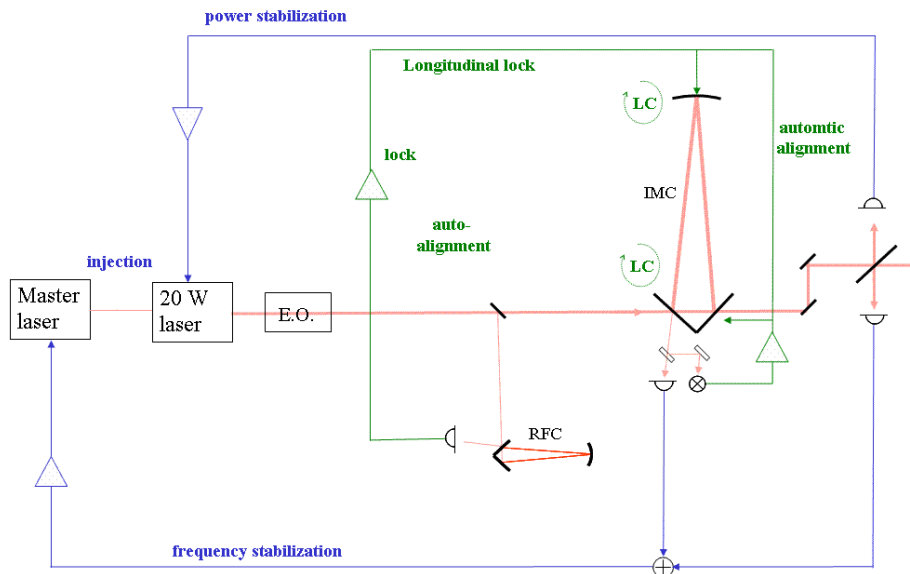 power stabilization
Longitudinal lock
LC
automtic
alignment
lock
IMC
auto-
alignment
injection
LC
Master
laser
20 W
laser
E.O.
RFC
frequency stabilization